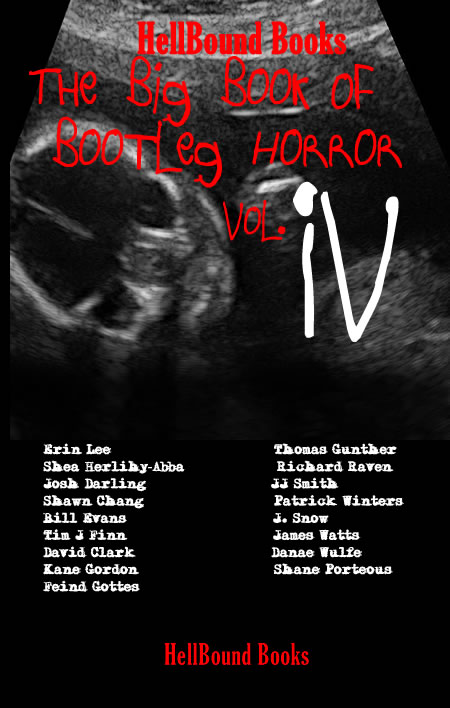 HellBound Books
The Big Book of
Bootleg Horror
Vol. iV
Erin Lee
Shea Herlihy-Abba
Josh Darling
Shawn Chang
Bill Evans
Tim J Finn
David Clark
Kane Gordon
Feind Gottes
Thomas Gunther
Richard Raven
JJ Smith
Patrick Winters
J. Snow
James Watts
Danae Wulfe
Shane Porteous
HellBound Books